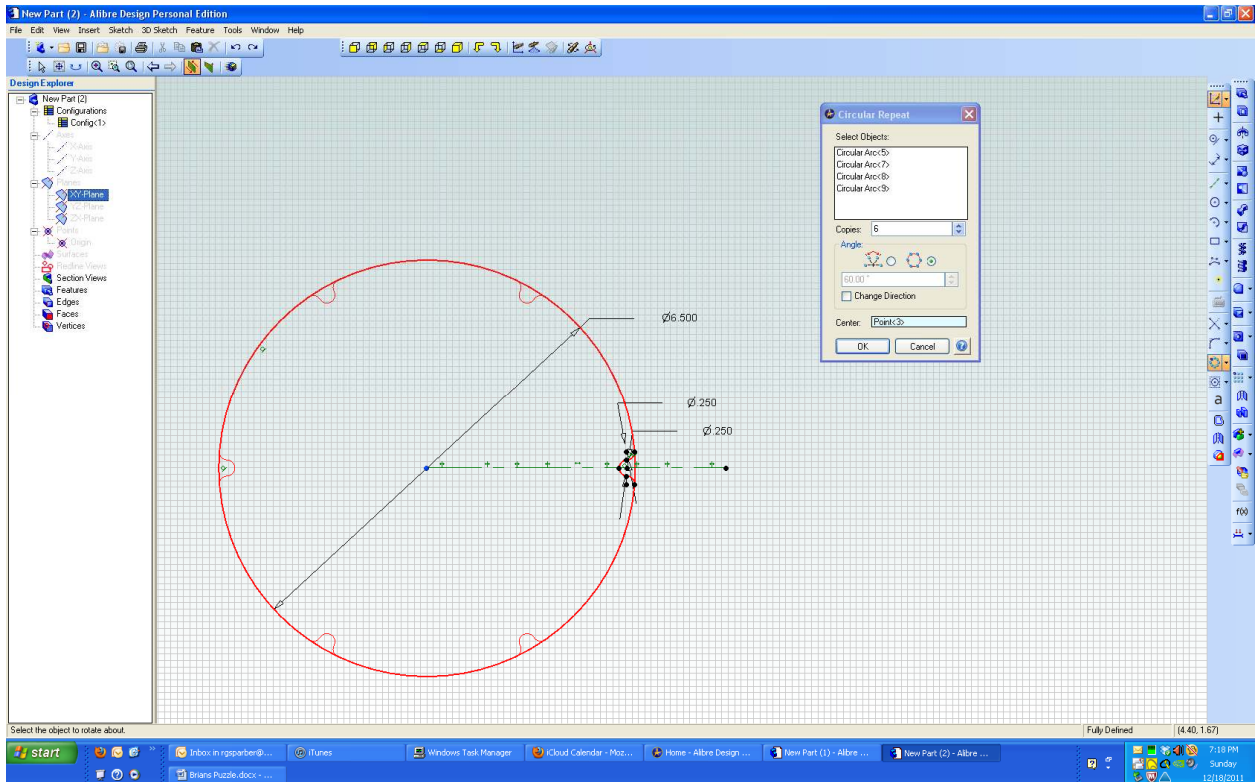 New Part (2) - Alibre Design Personal Edition
File Edit View Insert Sketch 3D Sketch Feature Tools Window Help
Design Explorer
New Part (2)
Configurations
Config<1>
Axes
X-Axis
Y-Axis
Z-Axis
Planes
XY-Plane
YZ-Plane
ZX-Plane
Points
Origin
Surfaces
Redline Views
Section Views
Features
Edges
Faces
Vertices
Circular Repeat
Select Objects:
Circular Arc<5>
Circular Arc<7>
Circular Arc<8>
Circular Arc<9>
Copies: 6
Angle:
60.00 °
Change Direction
Center: Point<3>
OK Cancel
Ø6.500
Ø.250
Ø.250
a
f(x)
Select the object to rotate about.
Fully Defined (4.40, 1.67)
start
Inbox in rgsparber@...
iTunes
Windows Task Manager
iCloud Calendar - Moz...
Home - Alibre Design ...
New Part (1) - Alibre ...
New Part (2) - Alibre ...
Brians Puzzle.docx - ...
7:18 PM
Sunday
12/18/2011